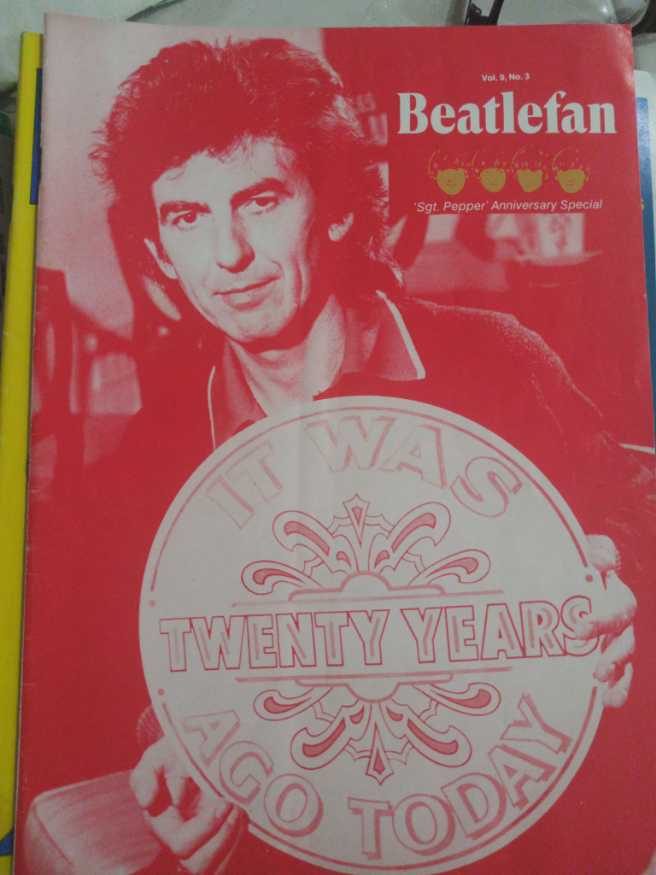 Vol. 9, No. 3
Beatlefan
'Sgt. Pepper' Anniversary Special
IT WAS
TWENTY YEARS
AGO TODAY